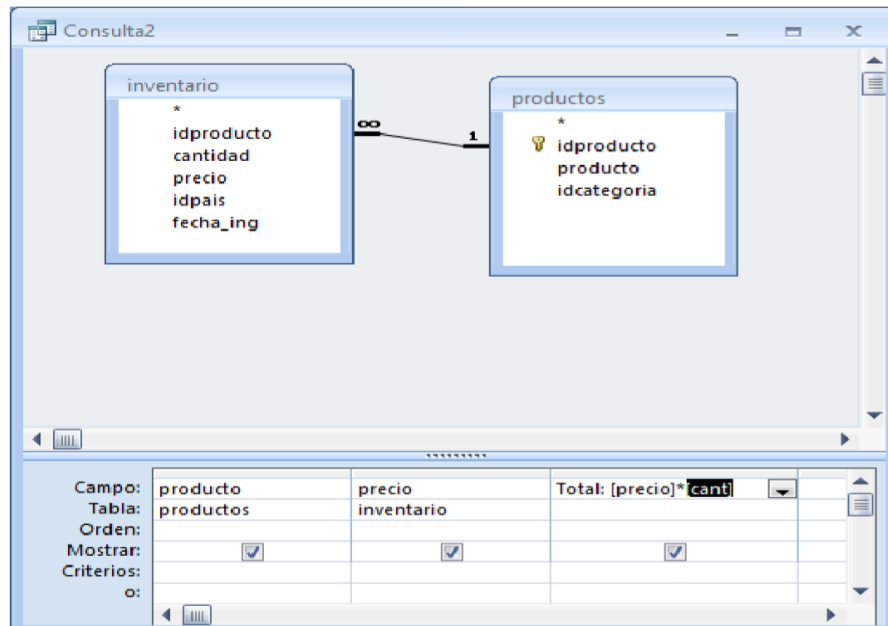 Consulta2
inventario
*
idproducto
cantidad
precio
idpais
fecha_ing
∞
1
productos
*
idproducto
producto
idcategoria
Campo: producto precio Total: [precio]*[cant]
Tabla: productos inventario
Orden:
Mostrar:
Criterios:
o: